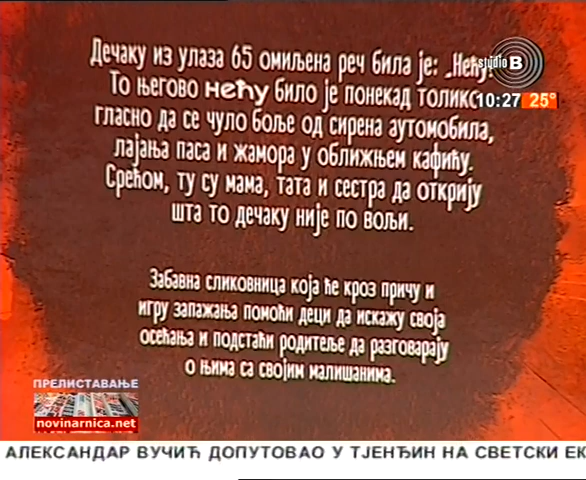 Дечаку из улаза 65 омиљена реч била је: „Нећу!
studio B
То његово нећу било је понекад толико
10:27 25°
гласно да се чуло боље од сирена аутомобила,
лајања паса и жамора у оближњем кафићу.
Срећом, ту су мама, тата и сестра да открију
шта то дечаку није по вољи.
Забавна сликовница која ће кроз причу и
игру запажања помоћи деци да искажу своја
осећања и подстаћи родитеље да разговарају
о њима са својим малишанима.
ПРЕЛИСТАВАЊЕ
novinarnica.net
АЛЕКСАНДАР ВУЧИЋ ДОПУТОВАО У ТЈЕНЂИН НА СВЕТСКИ ЕК